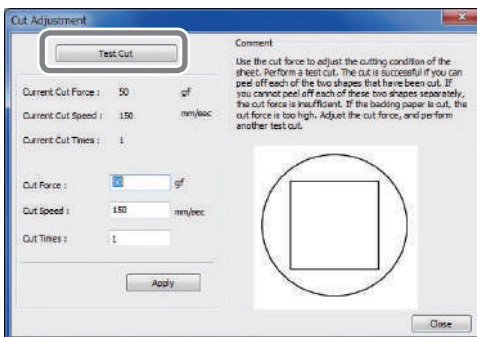 Cut Adjustment
Test Cut
Current Cut Force : 50 gf
Current Cut Speed : 150 mm/sec
Current Cut Times : 1
Cut Force : 50 gf
Cut Speed : 150 mm/sec
Cut Times : 1
Apply
Comment
Use the cut force to adjust the cutting condition of the
sheet. Perform a test cut. The cut is successful if you can
peel off each of the two shapes that have been cut. If
you cannot peel off each of these two shapes separately,
the cut force is insufficient. If the backing paper is cut, the
cut force is too high. Adjust the cut force, and perform
another test cut.
Close